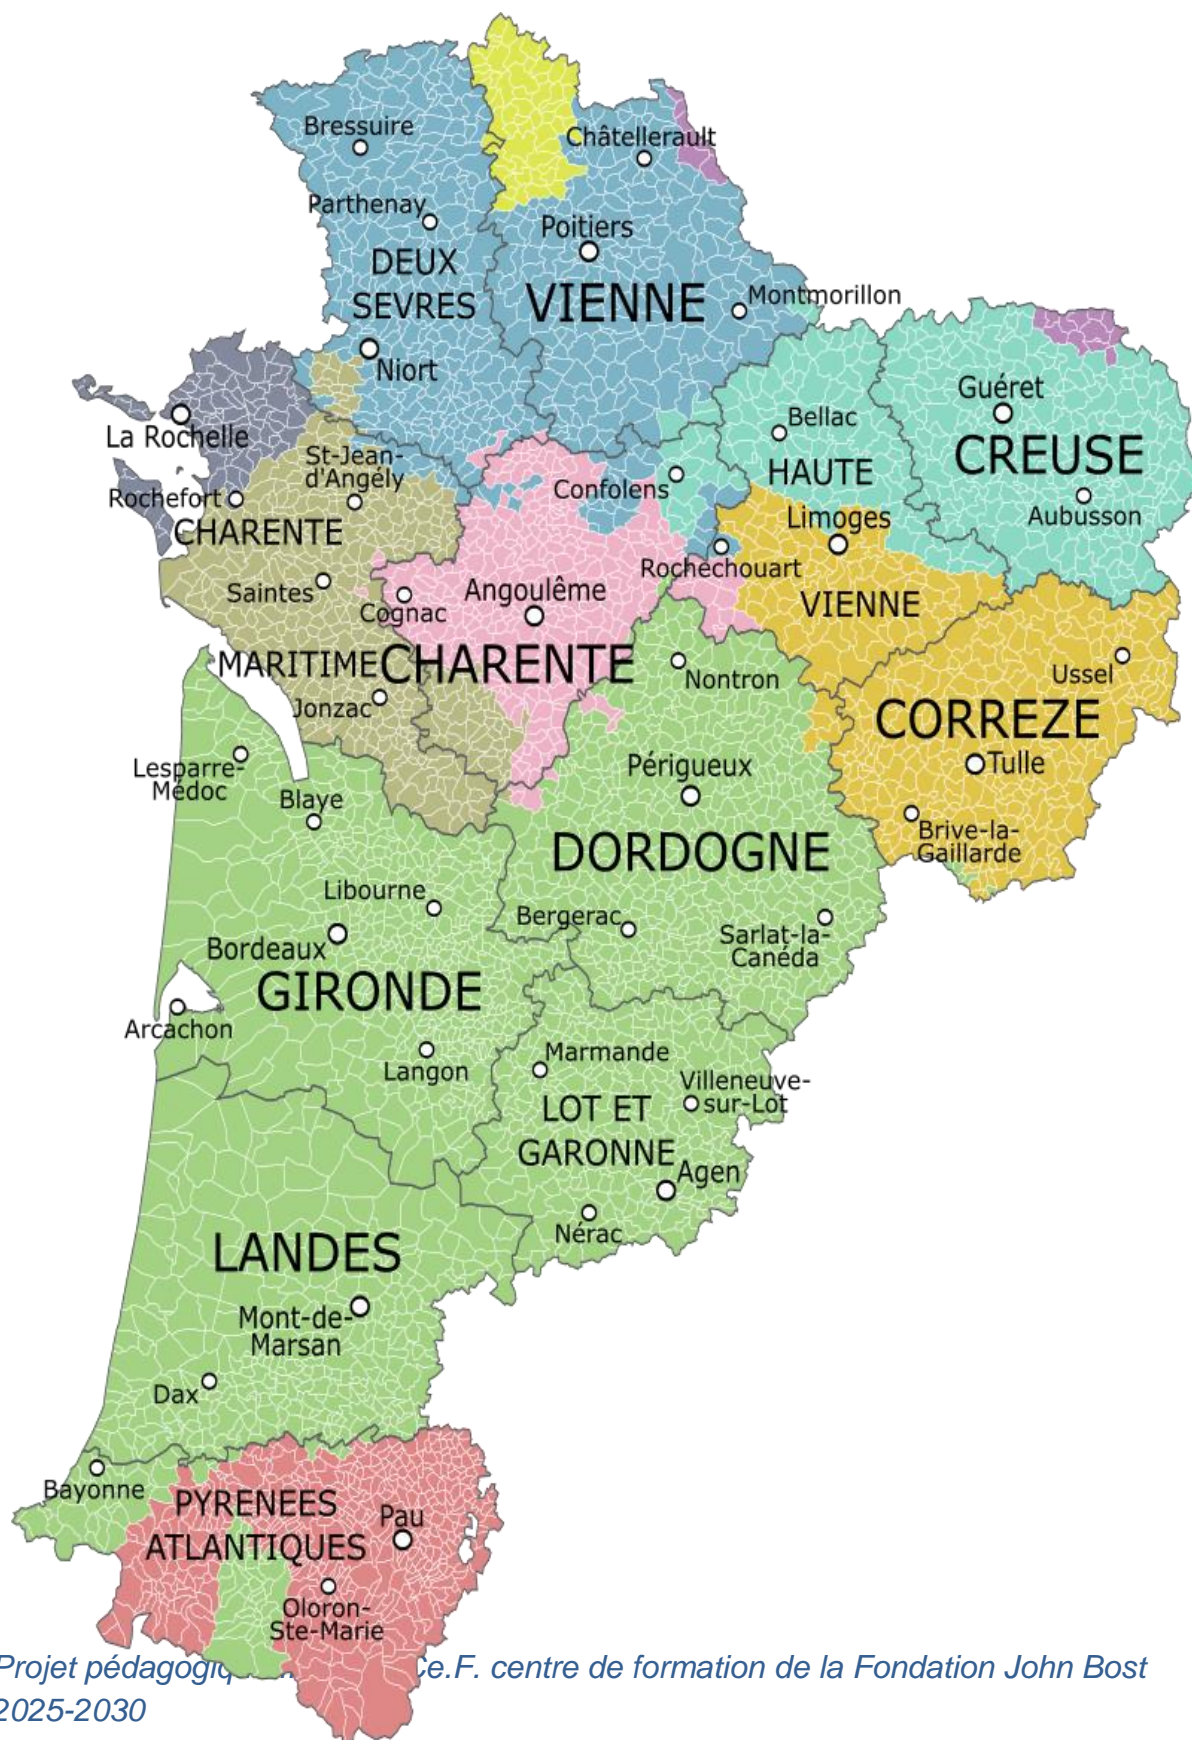 Bressuire
Châtellerault
Parthenay
Poitiers
DEUX
SEVRES
VIENNE
Montmorillon
Niort
La Rochelle
Guéret
Bellac
CREUSE
HAUTE
St-Jean-
d'Angély
Confolens
Rochefort
Aubusson
CHARENTE
Limoges
Rochechouart
Saintes
Cognac
Angoulême
VIENNE
MARITIME
CHARENTE
Nontron
Ussel
Jonzac
CORREZE
Lesparre-
Médoc
Périgueux
Tulle
Blaye
DORDOGNE
Brive-la-
Gaillarde
Libourne
Bergerac
Sarlat-la-
Canéda
Bordeaux
GIRONDE
Arcachon
Langon
Marmande
Villeneuve-
sur-Lot
LOT ET
GARONNE
Agen
Nérac
LANDES
Mont-de-
Marsan
Dax
Bayonne
PYRENEES
ATLANTIQUES
Pau
Oloron-
Ste-Marie
Projet Ce.F. centre de formation de la Fondation John Bost
2025-2030